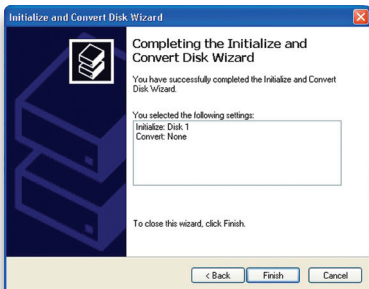 Initialize and Convert Disk Wizard
Completing the Initialize and
Convert Disk Wizard
You have successfully completed the Initialize and Convert
Disk Wizard.
You selected the following settings:
Initialize: Disk 1
Convert: None
To close this wizard, click Finish.
< Back
Finish
Cancel